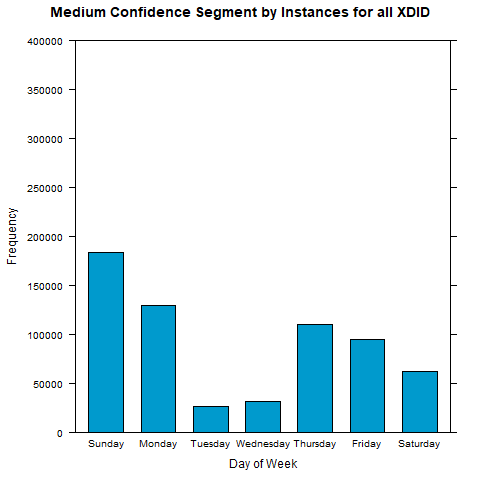 Medium Confidence Segment by Instances for all XDID
400000
350000
300000
250000
200000
150000
100000
50000
0
Frequency
Sunday Monday Tuesday Wednesday Thursday Friday Saturday
Day of Week